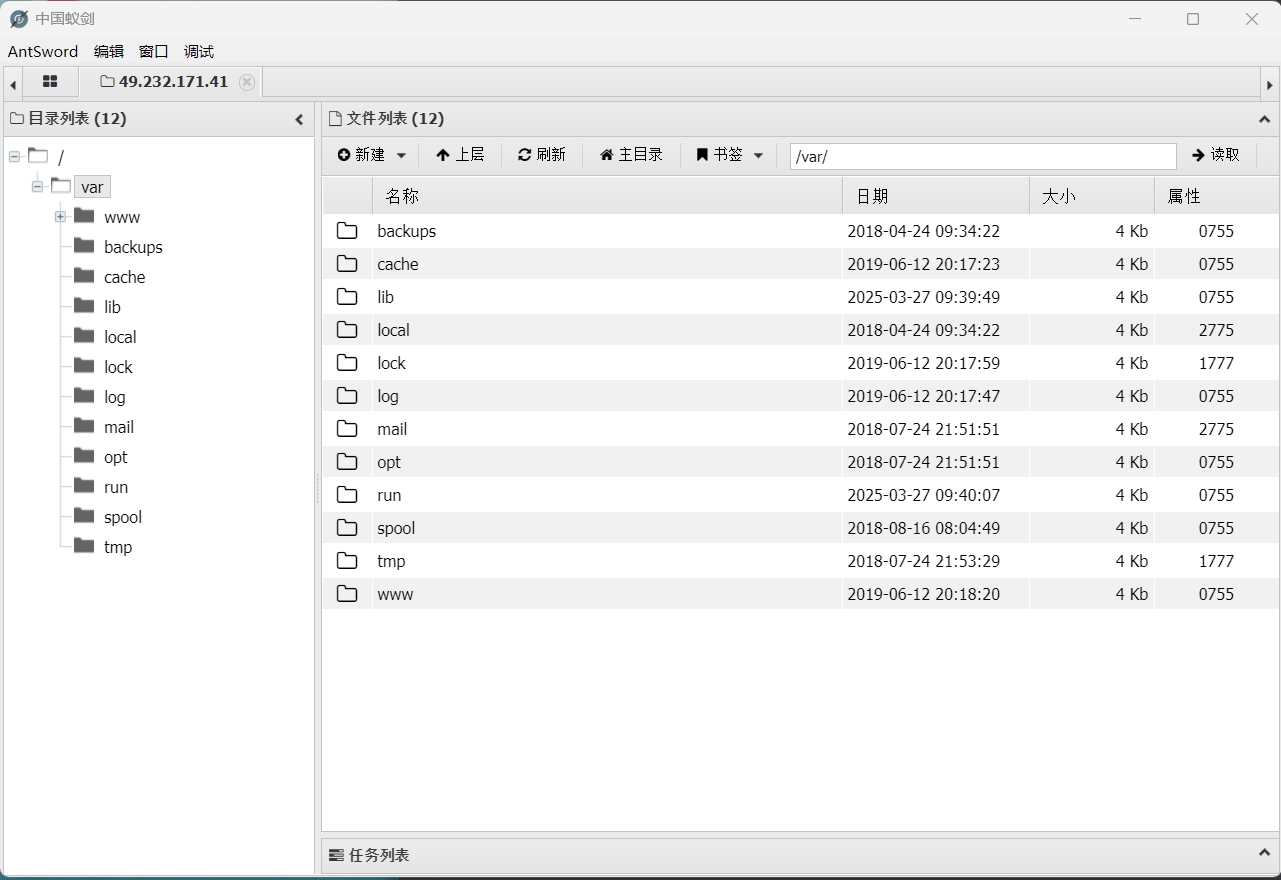 中国蚁剑
AntSword 编辑 窗口 调试
49.232.171.41
目录列表 (12)
/
var
www
backups
cache
lib
local
lock
log
mail
opt
run
spool
tmp
文件列表 (12)
新建 上层 刷新 主目录 书签 /var/ 读取
名称 日期 大小 属性
backups 2018-04-24 09:34:22 4 Kb 0755
cache 2019-06-12 20:17:23 4 Kb 0755
lib 2025-03-27 09:39:49 4 Kb 0755
local 2018-04-24 09:34:22 4 Kb 2775
lock 2019-06-12 20:17:59 4 Kb 1777
log 2019-06-12 20:17:47 4 Kb 0755
mail 2018-07-24 21:51:51 4 Kb 2775
opt 2018-07-24 21:51:51 4 Kb 0755
run 2025-03-27 09:40:07 4 Kb 0755
spool 2018-08-16 08:04:49 4 Kb 0755
tmp 2018-07-24 21:53:29 4 Kb 1777
www 2019-06-12 20:18:20 4 Kb 0755
任务列表